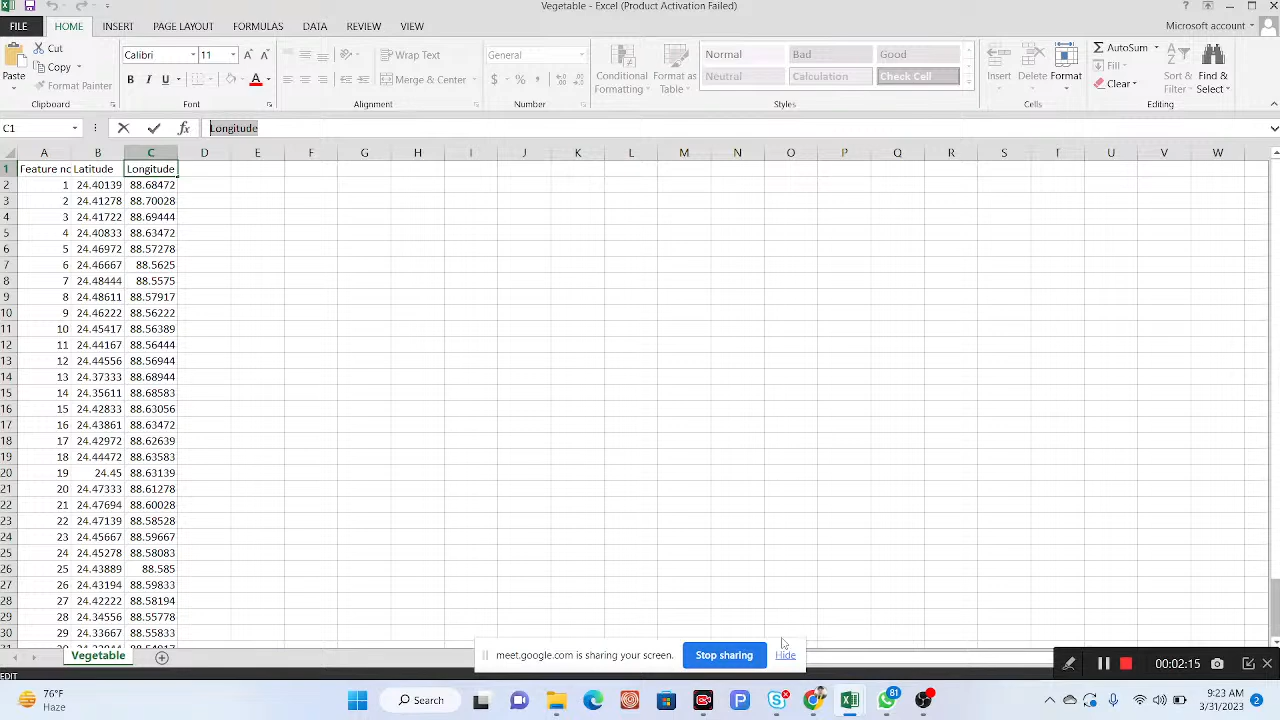 Vegetable - Excel (Product Activation Failed)
FILE HOME INSERT PAGE LAYOUT FORMULAS DATA REVIEW VIEW Microsoft account
Cut Calibri 11 Wrap Text General Normal Bad Good AutoSum
Paste Copy Conditional Format as Neutral Calculation Check Cell Insert Delete Format Fill Sort & Find &
Format Painter B I U A Merge & Center $ % Formatting Table Clear Filter Select
Clipboard Font Alignment Number Styles Cells Editing
C1 fx Longitude
A B C D E F G H I J K L M N O P Q R S T U V W
1 Feature no Latitude Longitude
2 1 24.40139 88.68472
3 2 24.41278 88.70028
4 3 24.41722 88.69444
5 4 24.40833 88.63472
6 5 24.46972 88.57278
7 6 24.46667 88.5625
8 7 24.48444 88.5575
9 8 24.48611 88.57917
10 9 24.46222 88.56222
11 10 24.45417 88.56389
12 11 24.44167 88.56444
13 12 24.44556 88.56944
14 13 24.37333 88.68944
15 14 24.35611 88.68583
16 15 24.42833 88.63056
17 16 24.43861 88.63472
18 17 24.42972 88.62639
19 18 24.44472 88.63583
20 19 24.45 88.63139
21 20 24.47333 88.61278
22 21 24.47694 88.60028
23 22 24.47139 88.58528
24 23 24.45667 88.59667
25 24 24.45278 88.58083
26 25 24.43889 88.585
27 26 24.43194 88.59833
28 27 24.42222 88.58194
29 28 24.34556 88.55778
30 29 24.33667 88.55833
Vegetable
meet.google.com is sharing your screen. Stop sharing Hide
00:02:15
EDIT
76°F
Haze
Search
81
9:23 AM
3/31/2023
2